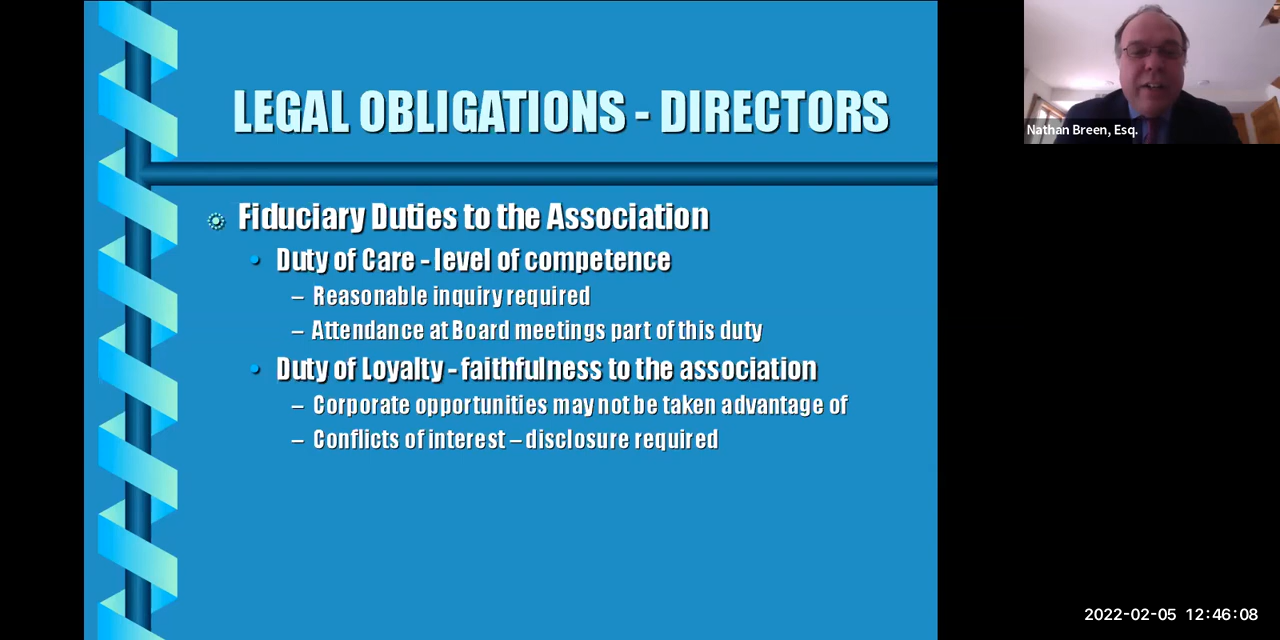 LEGAL OBLIGATIONS - DIRECTORS
Fiduciary Duties to the Association
• Duty of Care - level of competence
– Reasonable inquiry required
– Attendance at Board meetings part of this duty
• Duty of Loyalty - faithfulness to the association
– Corporate opportunities may not be taken advantage of
– Conflicts of interest – disclosure required
Nathan Breen, Esq.
2022-02-05 12:46:08